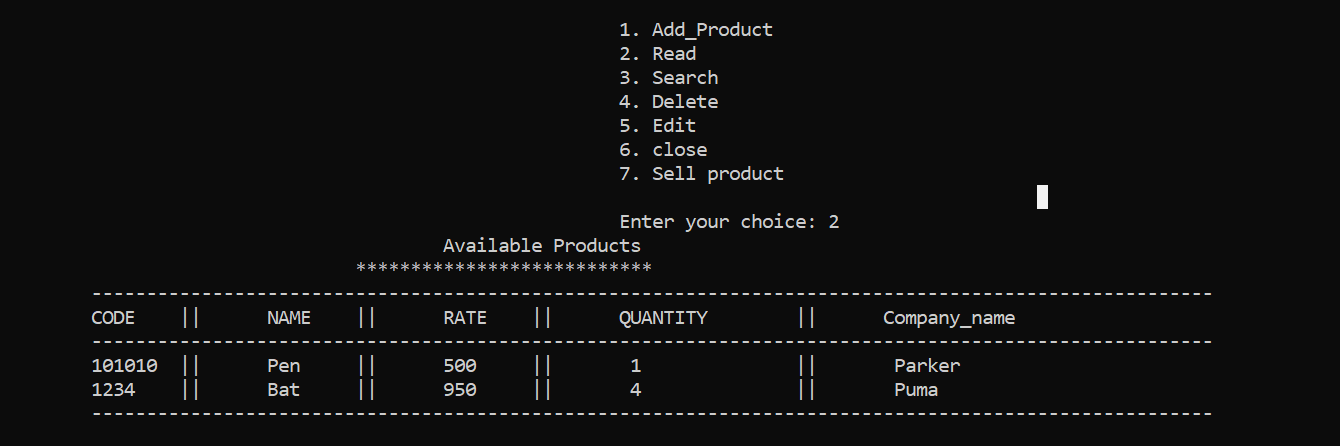 1. Add_Product
2. Read
3. Search
4. Delete
5. Edit
6. close
7. Sell product
Enter your choice: 2
Available Products
***************************
------------------------------------------------------------------------------------------------------
CODE || NAME || RATE || QUANTITY || Company_name
------------------------------------------------------------------------------------------------------
101010 || Pen || 500 || 1 || Parker
1234 || Bat || 950 || 4 || Puma
------------------------------------------------------------------------------------------------------